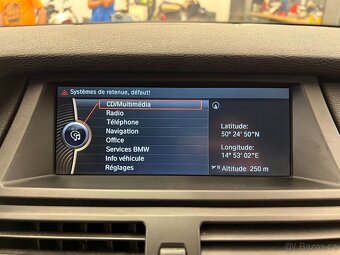 Systèmes de retenue, défaut!
CD/Multimédia
Radio
Téléphone
Navigation
Office
Services BMW
Info véhicule
Réglages
Latitude:
50° 24' 50"N
Longitude:
14° 53' 02"E
Altitude 250 m